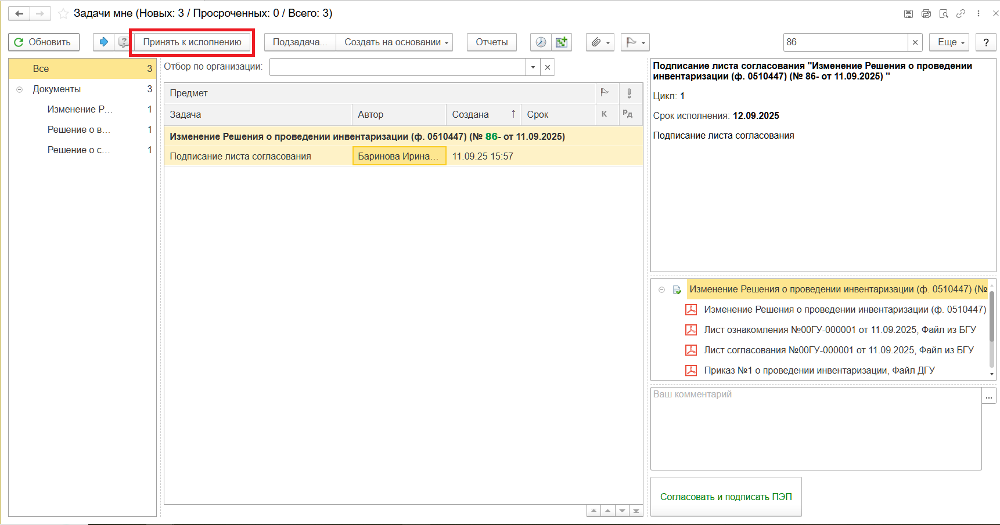 Задачи мне (Новых: 3 / Просроченных: 0 / Всего: 3)
Обновить
?
Принять к исполнению
Подзадача...
Создать на основании
Отчеты
86
×
Еще
?
Все 3
Документы 3
Изменение Р... 1
Решение о в... 1
Решение о с... 1
Отбор по организации:
×
Предмет
Задача Автор Создана ↑ Срок К Рд
Изменение Решения о проведении инвентаризации (ф. 0510447) (№ 86- от 11.09.2025)
Подписание листа согласования Баринова Ирина... 11.09.25 15:57
Подписание листа согласования "Изменение Решения о проведении
инвентаризации (ф. 0510447) (№ 86- от 11.09.2025) "
Цикл: 1
Срок исполнения: 12.09.2025
Подписание листа согласования
Изменение Решения о проведении инвентаризации (ф. 0510447) (№
Изменение Решения о проведении инвентаризации (ф. 0510447)
Лист ознакомления №00ГУ-000001 от 11.09.2025, Файл из БГУ
Лист согласования №00ГУ-000001 от 11.09.2025, Файл из БГУ
Приказ №1 о проведении инвентаризации, Файл ДГУ
Ваш комментарий
...
Согласовать и подписать ПЭП